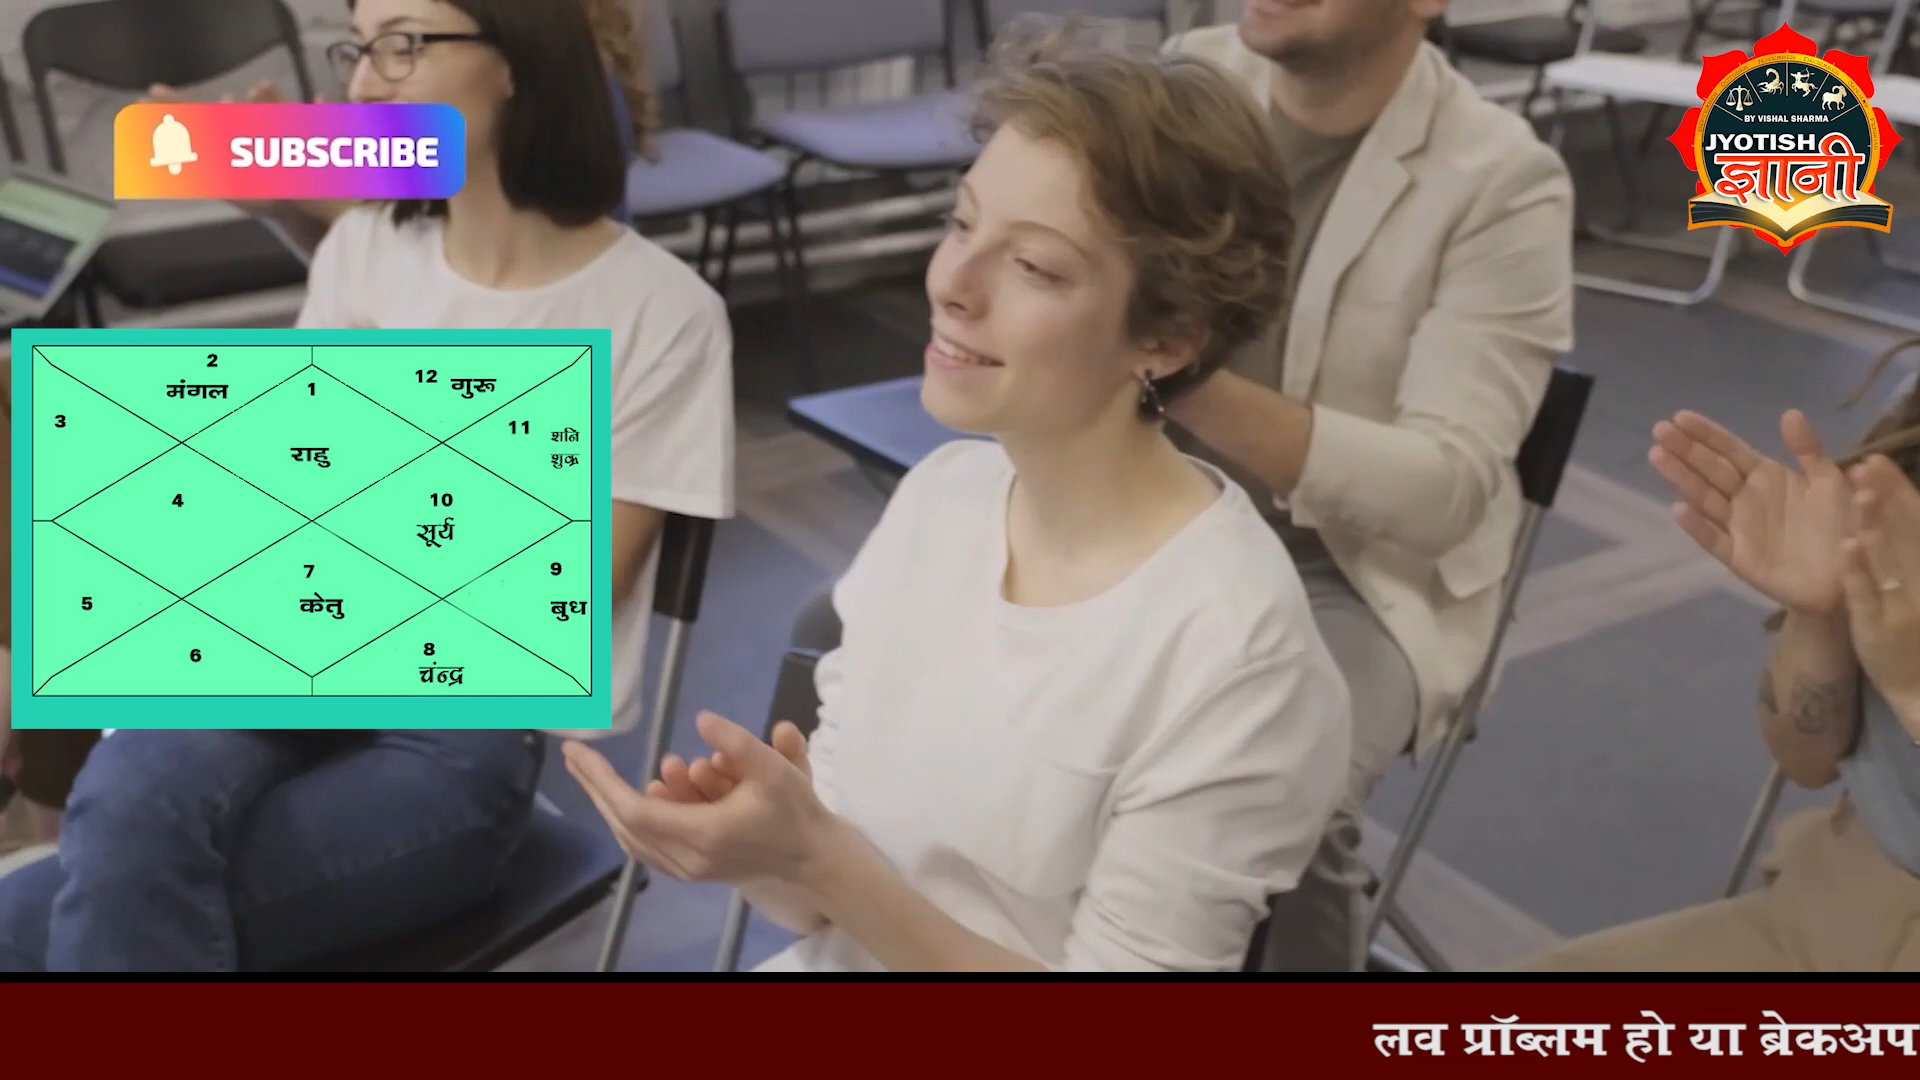 SUBSCRIBE
BY VISHAL SHARMA
JYOTISH
ज्ञानी
2
मंगल
1
12 गुरू
3
11 शनि
शुक्र
राहु
4
10
सूर्य
7
केतु
9
बुध
5
6
8
चंन्द्र
लव प्रॉब्लम हो या ब्रेकअप